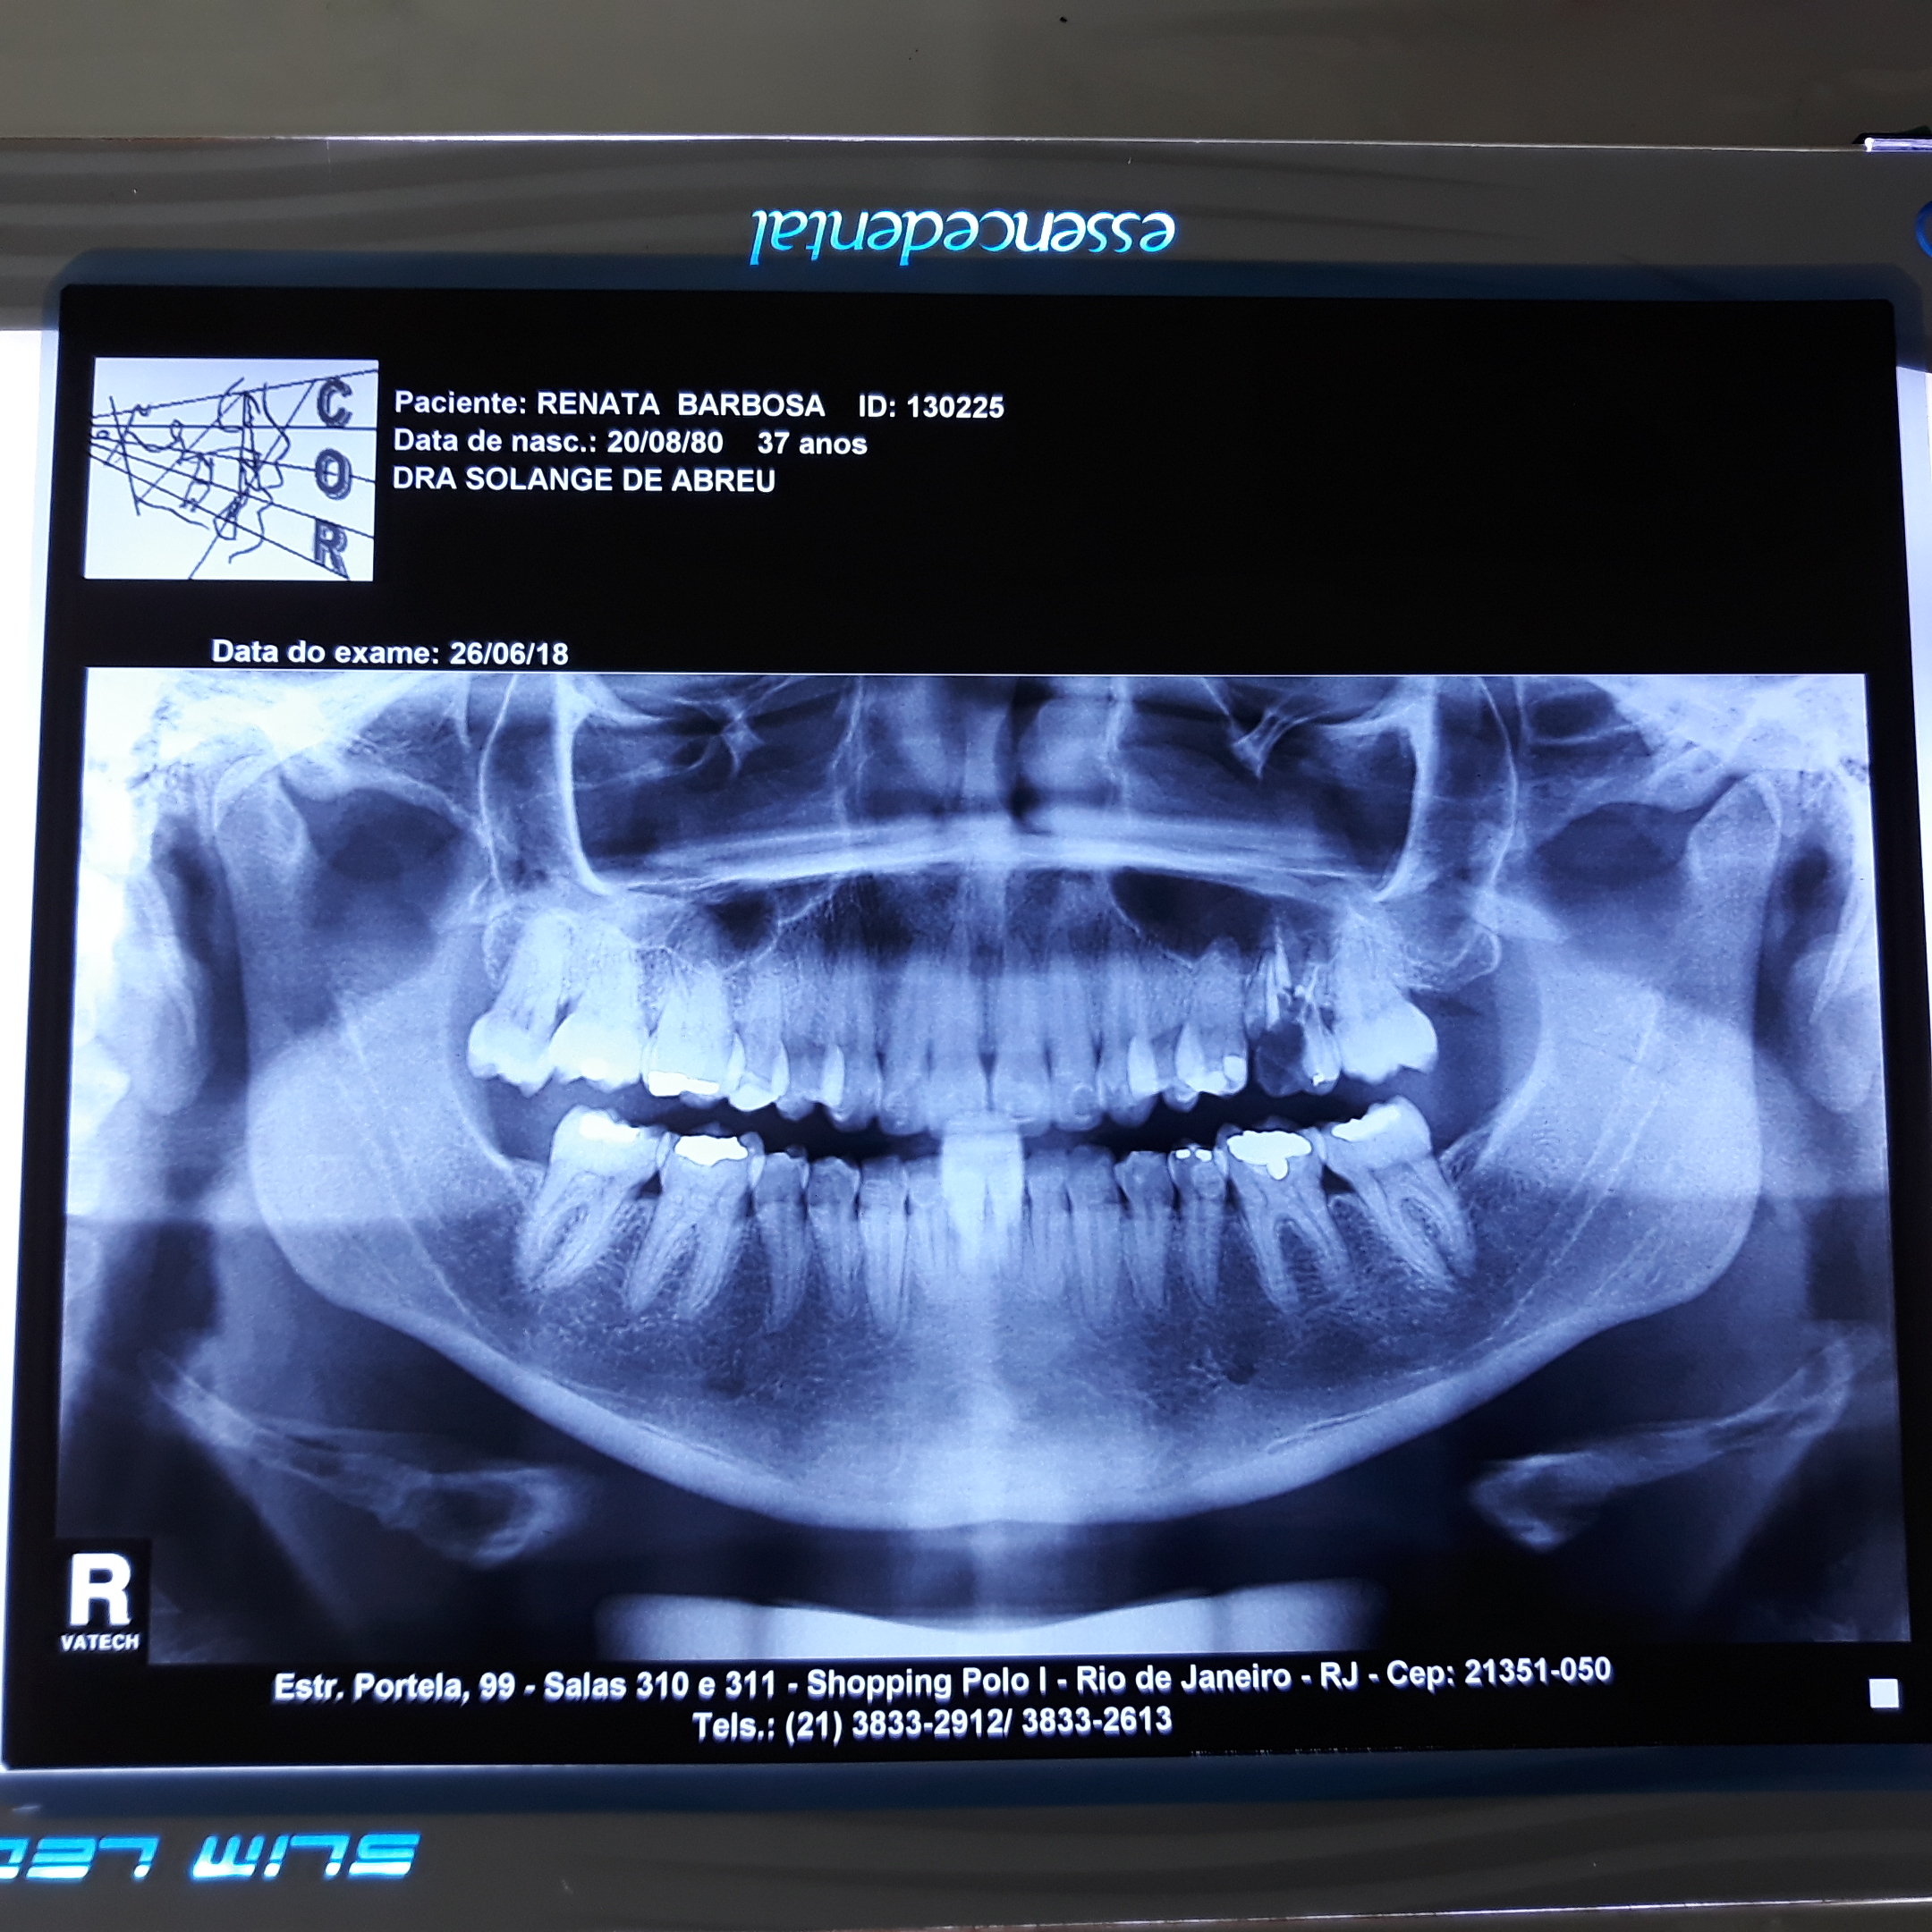 essencedental
C
O
R
Paciente: RENATA BARBOSA ID: 130225
Data de nasc.: 20/08/80 37 anos
DRA SOLANGE DE ABREU
Data do exame: 26/06/18
R
VATECH
Estr. Portela, 99 - Salas 310 e 311 - Shopping Polo I - Rio de Janeiro - RJ - Cep: 21351-050
Tels.: (21) 3833-2912/ 3833-2613
SLIM LED